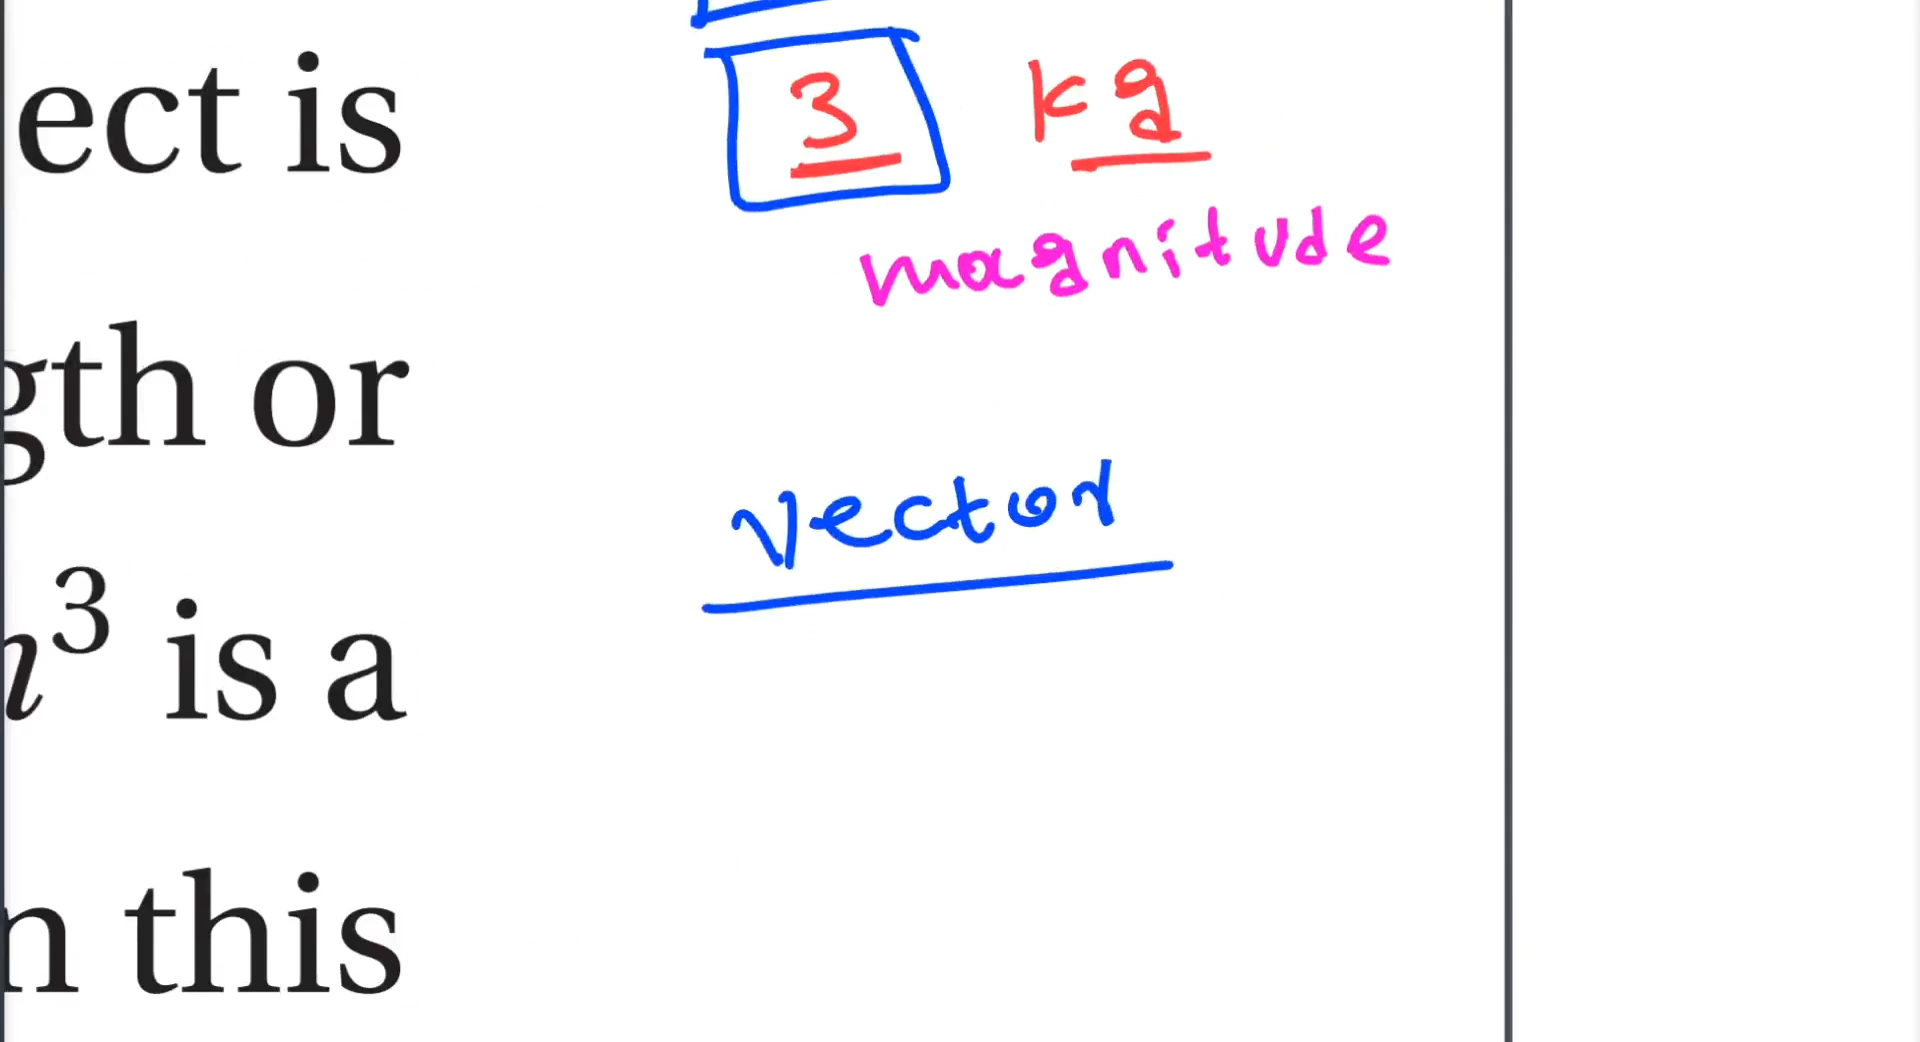 ect is
3 kg
magnitude
gth or
vector
3 is a
n this